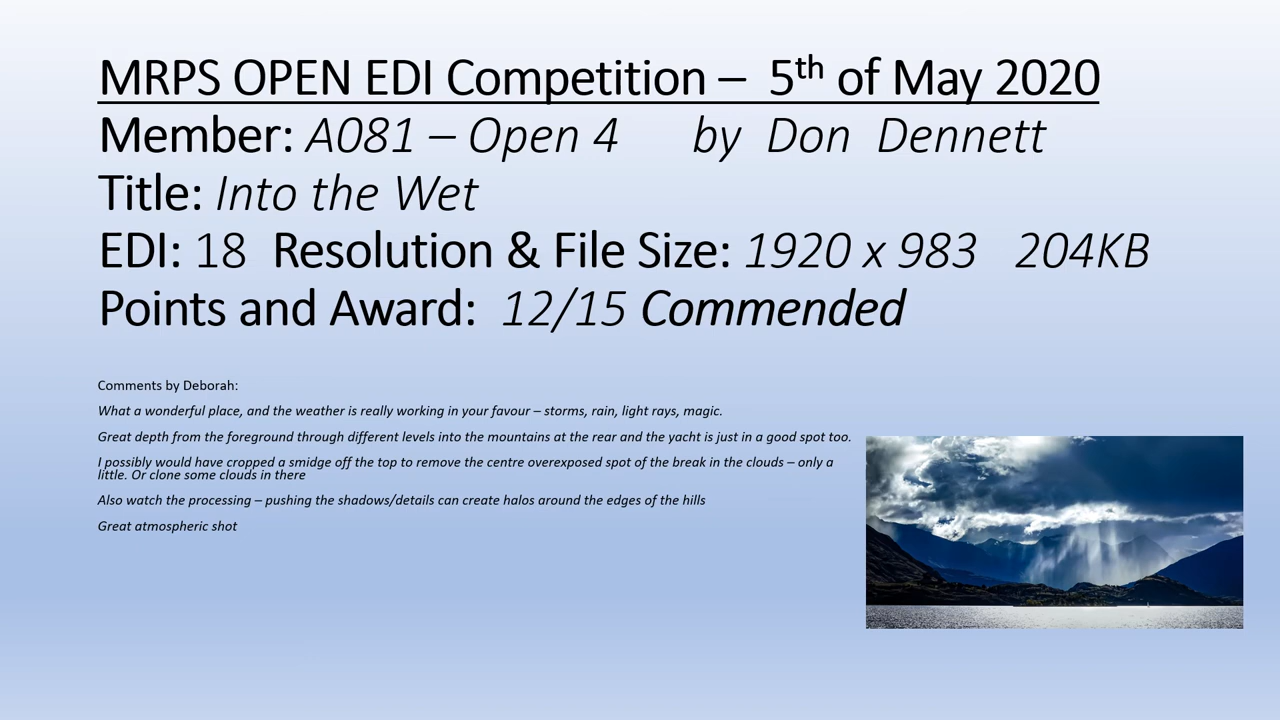 MRPS OPEN EDI Competition – 5th of May 2020
Member: A081 – Open 4 by Don Dennett
Title: Into the Wet
EDI: 18 Resolution & File Size: 1920 x 983 204KB
Points and Award: 12/15 Commended
Comments by Deborah:
What a wonderful place, and the weather is really working in your favour – storms, rain, light rays, magic.
Great depth from the foreground through different levels into the mountains at the rear and the yacht is just in a good spot too.
I possibly would have cropped a smidge off the top to remove the centre overexposed spot of the break in the clouds – only a
little. Or clone some clouds in there
Also watch the processing – pushing the shadows/details can create halos around the edges of the hills
Great atmospheric shot